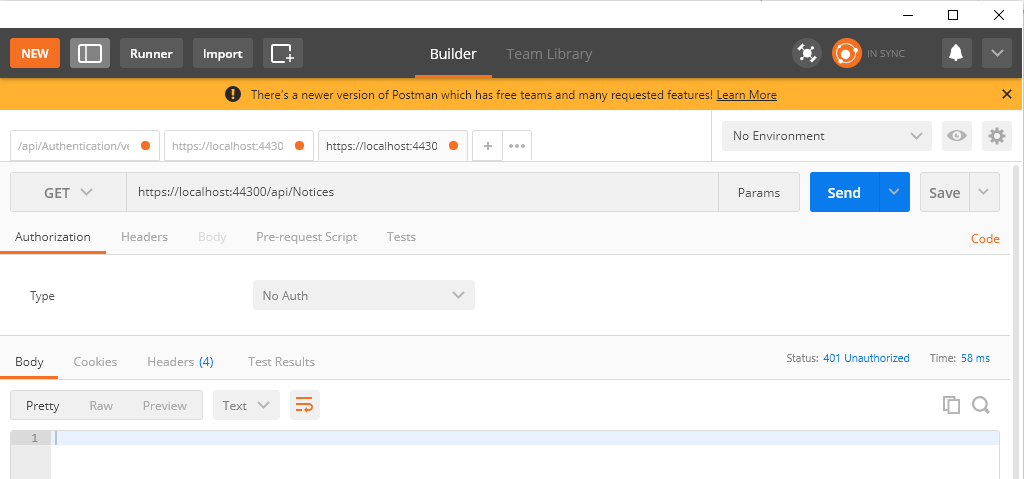 NEW Runner Import Builder Team Library IN SYNC
There's a newer version of Postman which has free teams and many requested features! Learn More
/api/Authentication/ve https://localhost:4430 https://localhost:4430 No Environment
GET https://localhost:44300/api/Notices Params Send Save
Authorization Headers Body Pre-request Script Tests Code
Type No Auth
Body Cookies Headers (4) Test Results Status: 401 Unauthorized Time: 58 ms
Pretty Raw Preview Text
1